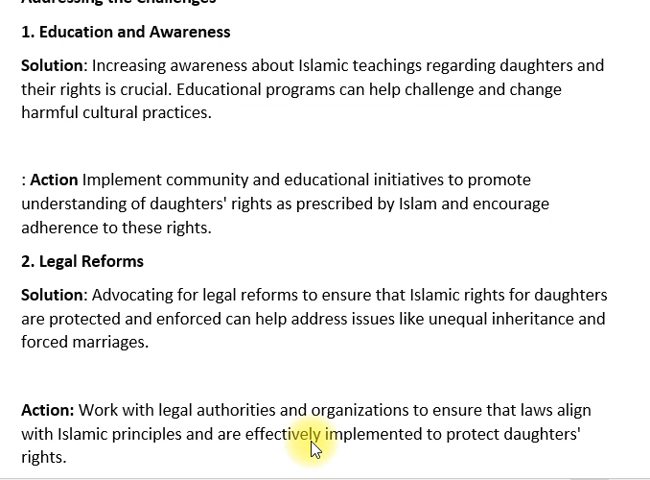 Addressing the Challenges
1. Education and Awareness
Solution: Increasing awareness about Islamic teachings regarding daughters and
their rights is crucial. Educational programs can help challenge and change
harmful cultural practices.
: Action Implement community and educational initiatives to promote
understanding of daughters' rights as prescribed by Islam and encourage
adherence to these rights.
2. Legal Reforms
Solution: Advocating for legal reforms to ensure that Islamic rights for daughters
are protected and enforced can help address issues like unequal inheritance and
forced marriages.
Action: Work with legal authorities and organizations to ensure that laws align
with Islamic principles and are effectively implemented to protect daughters'
rights.